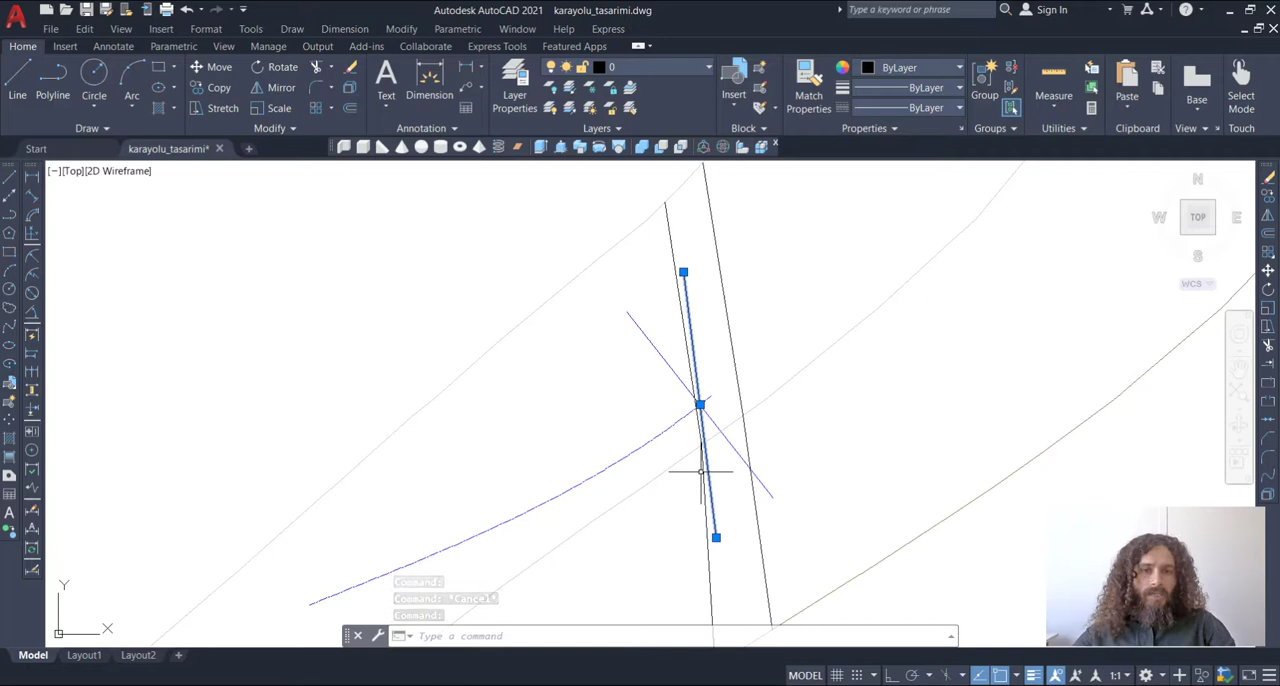 Autodesk AutoCAD 2021 karayolu_tasarimi.dwg
Type a keyword or phrase
Sign In
File Edit View Insert Format Tools Draw Dimension Modify Parametric Window Help Express
Home Insert Annotate Parametric View Manage Output Add-ins Collaborate Express Tools Featured Apps
Line Polyline Circle Arc
Move Rotate
Copy Mirror
Stretch Scale
Text Dimension
Layer Properties
0
Insert
Match Properties
ByLayer
ByLayer
ByLayer
Group
Measure
Paste
Base
Select Mode
Draw Modify Annotation Layers Block Properties Groups Utilities Clipboard View Touch
Start karayolu_tasarimi*
[−][Top][2D Wireframe]
N
W TOP E
S
WCS
Y
X
Command:
Command: *Cancel*
Command:
Type a command
Model Layout1 Layout2 +
MODEL 1:1